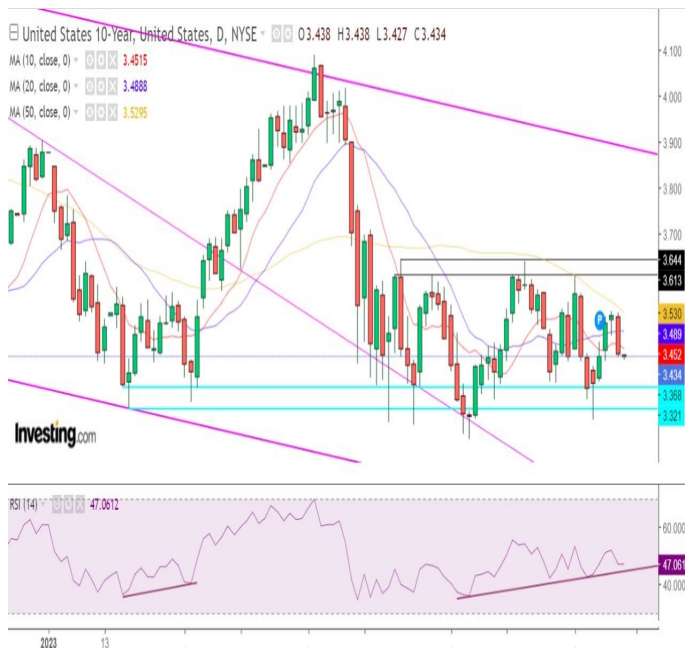 United States 10-Year, United States, D, NYSE O3.438 H3.438 L3.427 C3.434
MA (10, close, 0) 3.4515
MA (20, close, 0) 3.4888
MA (50, close, 0) 3.5295
4.100
4.000
3.900
3.800
3.700
3.644
3.613
3.530
3.489
3.452
3.434
3.368
3.321
P
Investing.com
RSI (14) 47.0612
60.000
47.061
40.000
2023 13